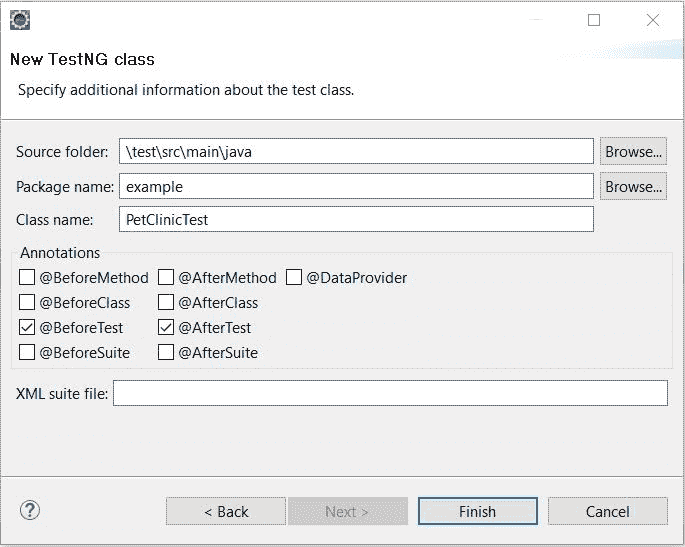 New TestNG class
Specify additional information about the test class.
Source folder: \test\src\main\java Browse...
Package name: example Browse...
Class name: PetClinicTest
Annotations
@BeforeMethod @AfterMethod @DataProvider
@BeforeClass @AfterClass
@BeforeTest @AfterTest
@BeforeSuite @AfterSuite
XML suite file:
? < Back Next > Finish Cancel